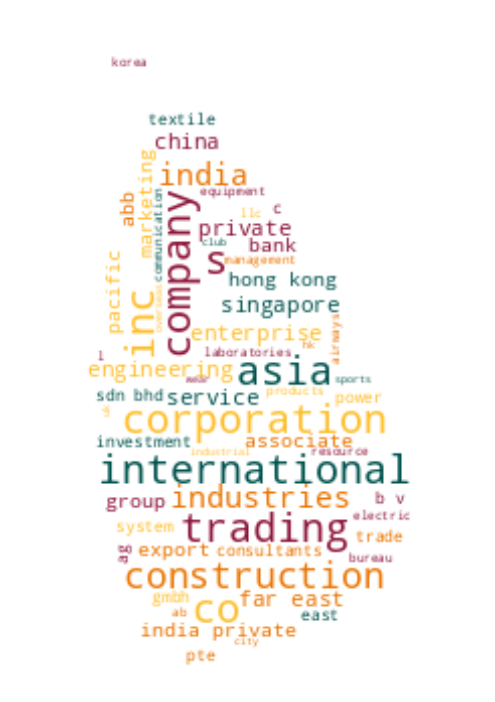 korea
textile
china
marketing
india
abb
communication
equipment
company
llc
c
private
club
bank
s
management
pacific
overseas
hong kong
inc
singapore
enterprise
airways
hk
l
laboratories
engineering
asia
wear
sports
sdn bhd
service
products
power
corporation
investment
associate
industrial
resource
international
group
industries
b v
electric
system
trading
trade
ag
export
consultants
bureau
construction
gmbh
co
far east
ab
east
india private
city
pte